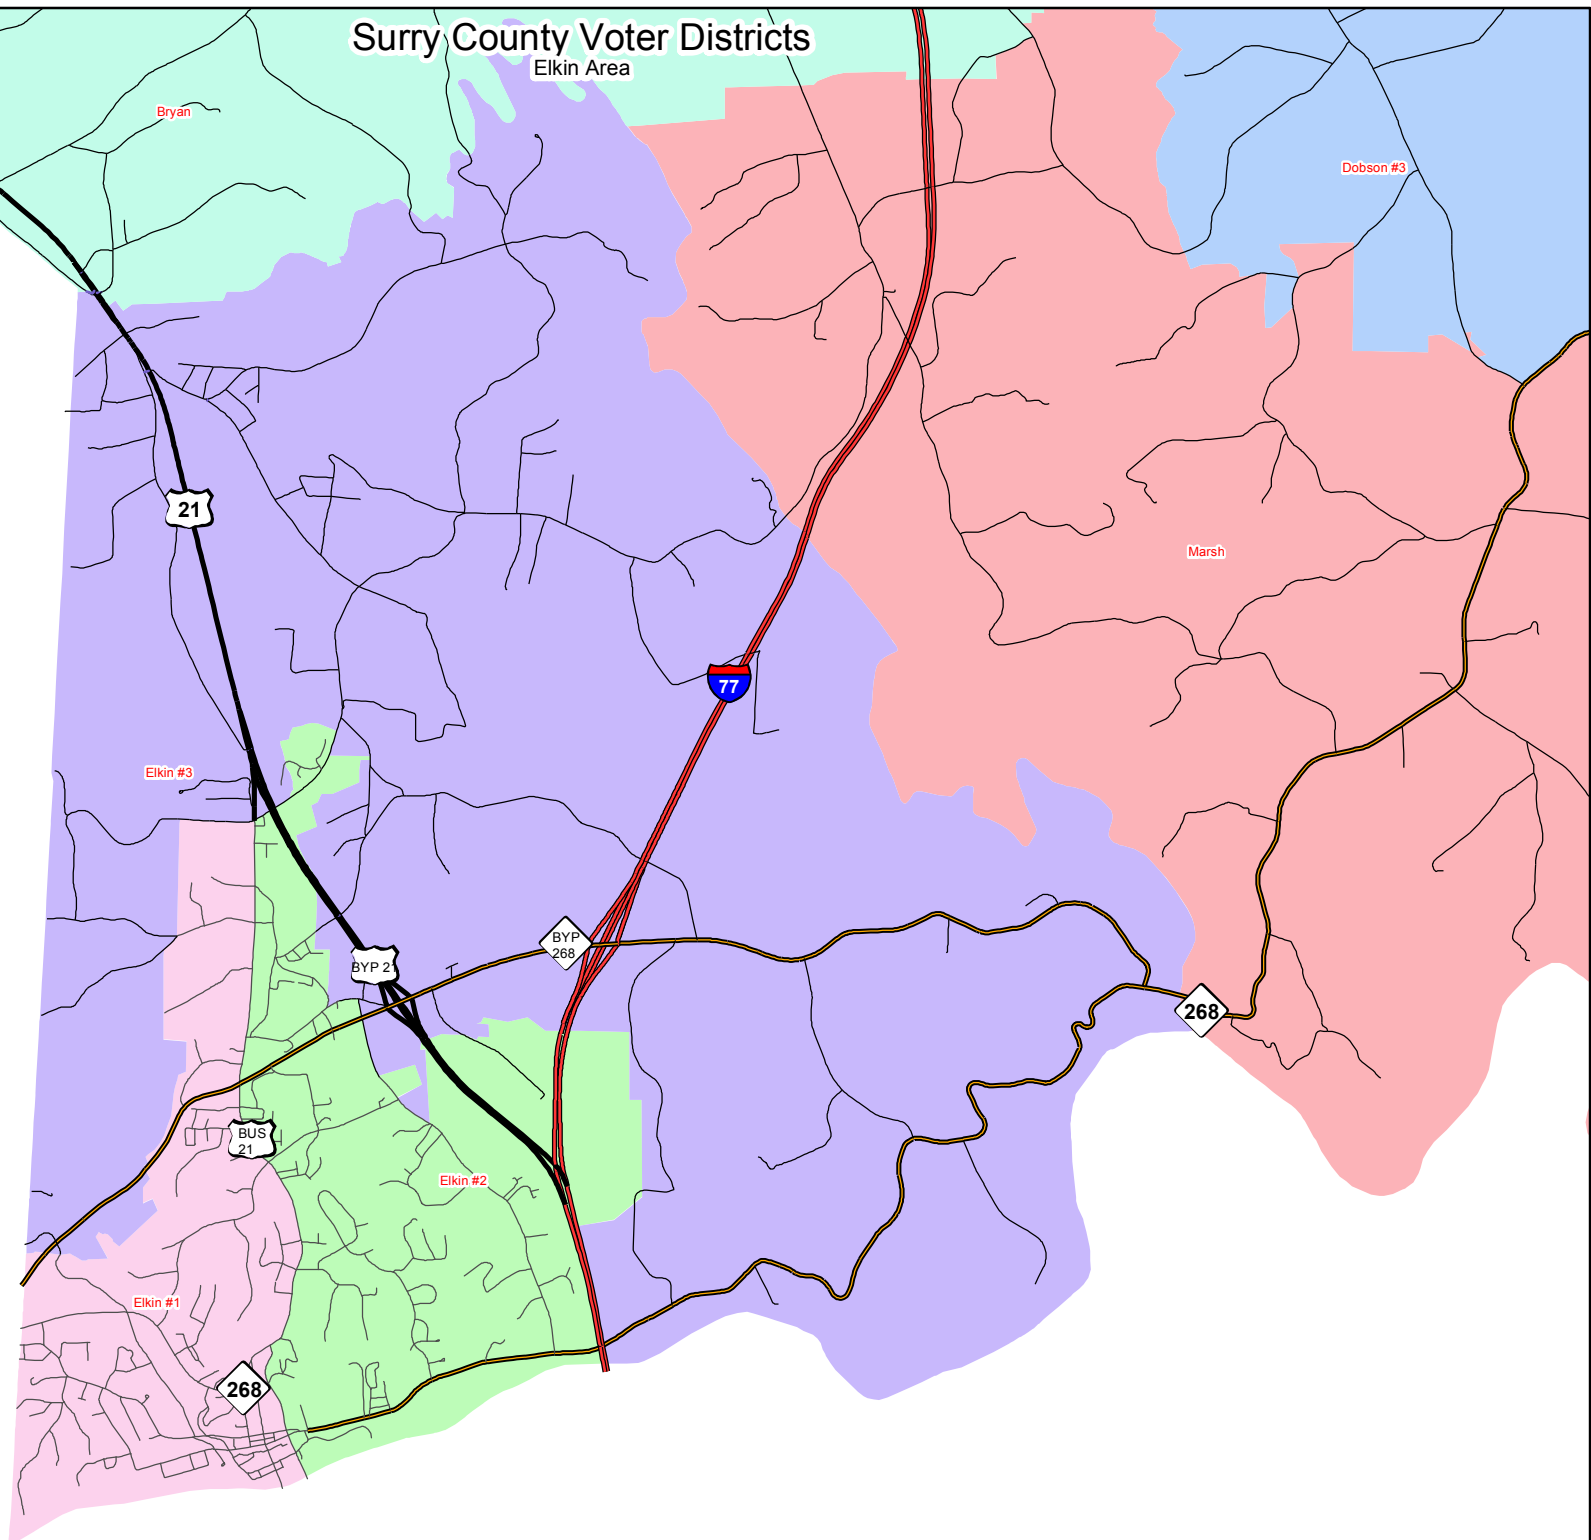 Surry County Voter Districts
Elkin Area
Bryan
Dobson #3
21
Marsh
77
Elkin #3
BYP
268
BYP 21
268
BUS
21
Elkin #2
Elkin #1
268